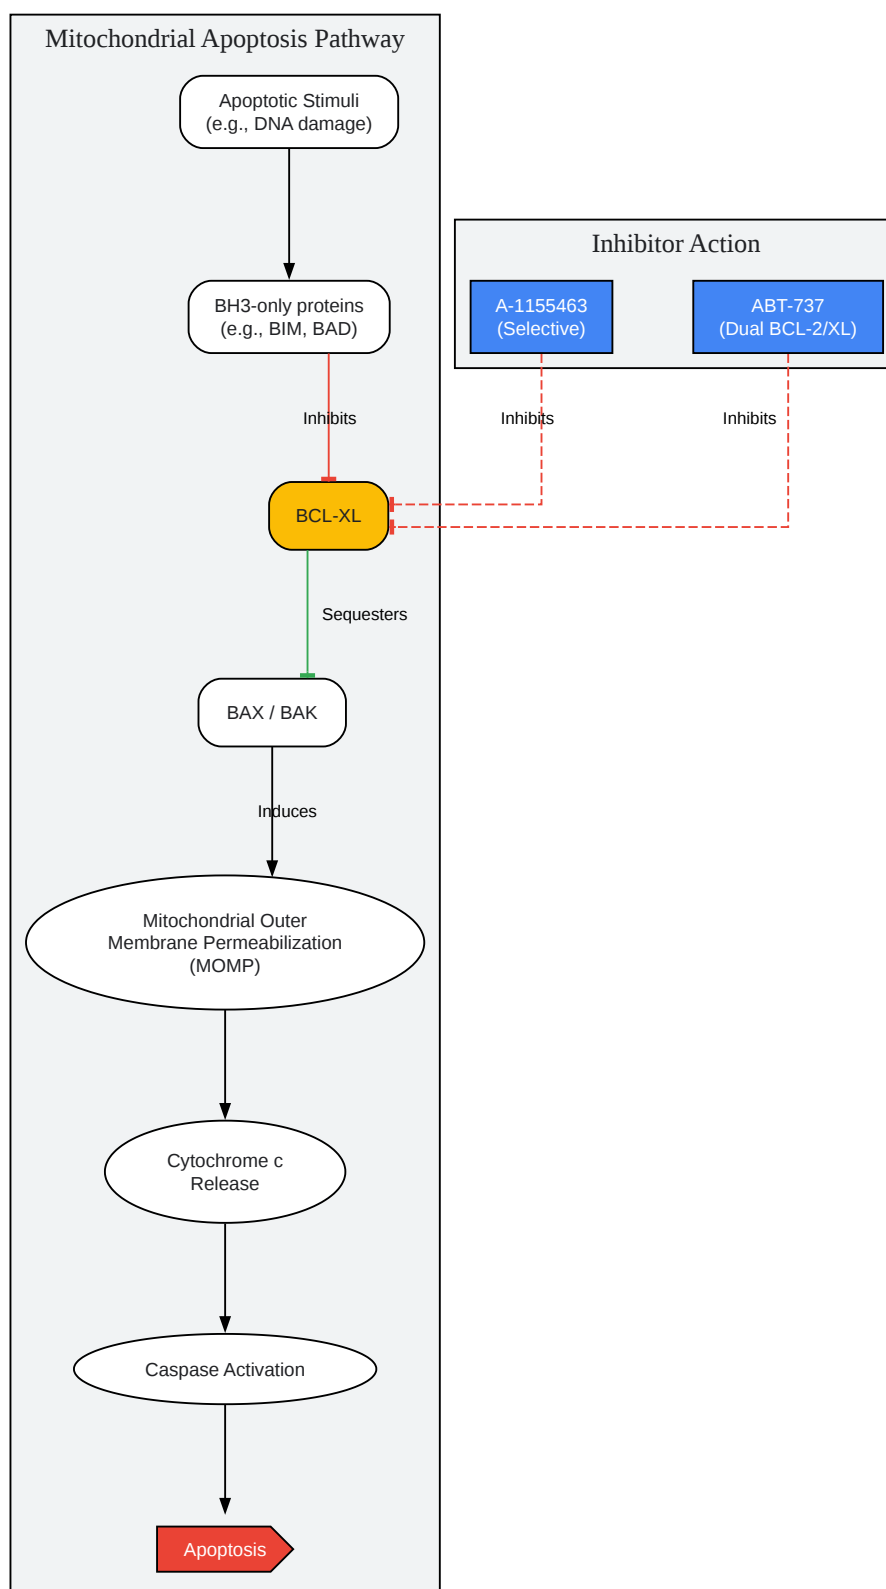 Mitochondrial Apoptosis Pathway
Apoptotic Stimuli
(e.g., DNA damage)
Inhibitor Action
BH3-only proteins
(e.g., BIM, BAD)
A-1155463
(Selective)
ABT-737
(Dual BCL-2/XL)
Inhibits
Inhibits
Inhibits
BCL-XL
Sequesters
BAX / BAK
Induces
Mitochondrial Outer
Membrane Permeabilization
(MOMP)
Cytochrome c
Release
Caspase Activation
Apoptosis